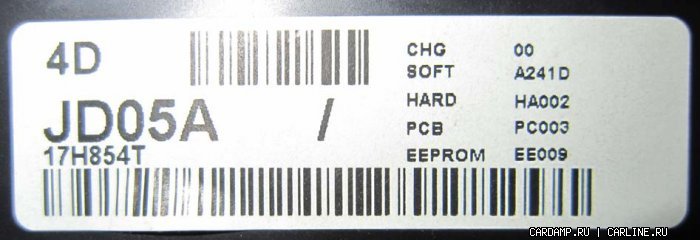 4D
JD05A /
17H854T
CHG 00
SOFT A241D
HARD HA002
PCB PC003
EEPROM EE009
CARDAMP.RU | CARLINE.RU